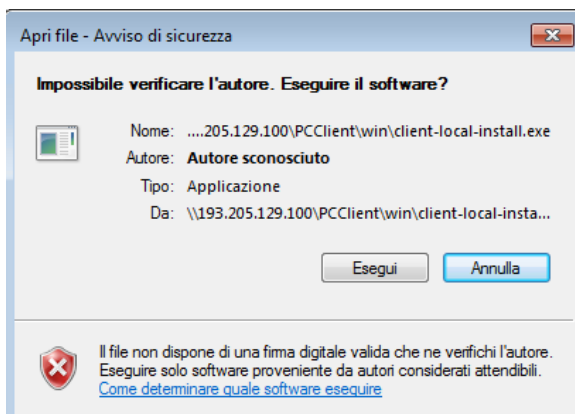 Apri file - Avviso di sicurezza
Impossibile verificare l'autore. Eseguire il software?
Nome: ....205.129.100\PCClient\win\client-local-install.exe
Autore: Autore sconosciuto
Tipo: Applicazione
Da: \\193.205.129.100\PCClient\win\client-local-insta...
Esegui Annulla
Il file non dispone di una firma digitale valida che ne verifichi l'autore.
Eseguire solo software proveniente da autori considerati attendibili.
Come determinare quale software eseguire